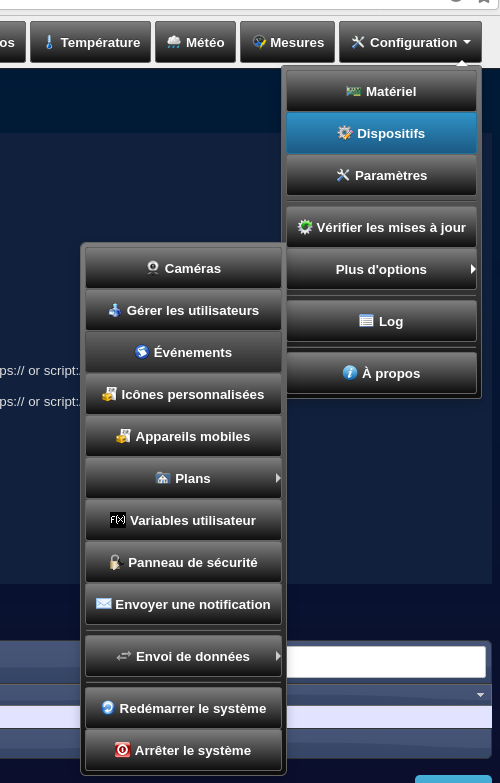 os Température Météo Mesures Configuration
Matériel
Dispositifs
Paramètres
Vérifier les mises à jour
Plus d'options
Log
À propos
Caméras
Gérer les utilisateurs
Événements
Icônes personnalisées
Appareils mobiles
Plans
F(x) Variables utilisateur
Panneau de sécurité
Envoyer une notification
Envoi de données
Redémarrer le système
Arrêter le système
ps:// or script:/
ps:// or script:/